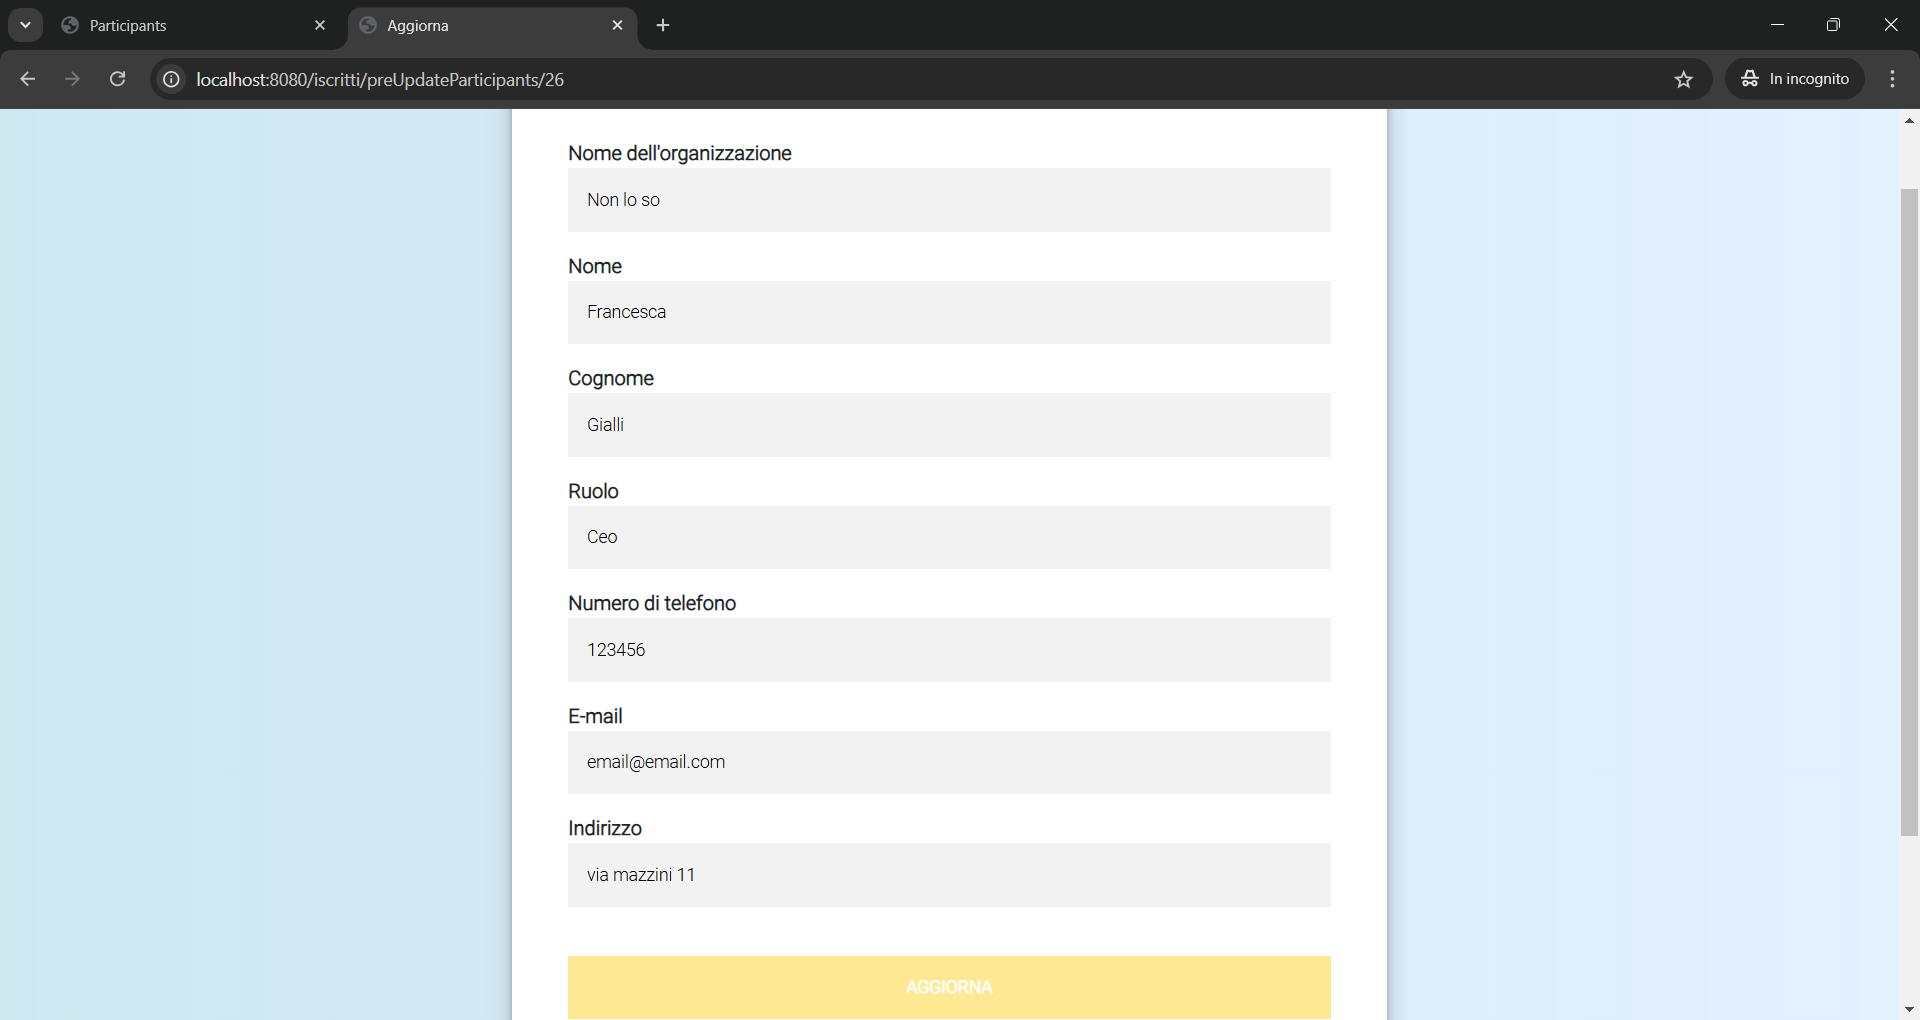 Participants
Aggiorna
localhost:8080/iscritti/preUpdateParticipants/26
In incognito
Nome dell'organizzazione
Non lo so
Nome
Francesca
Cognome
Gialli
Ruolo
Ceo
Numero di telefono
123456
E-mail
email@email.com
Indirizzo
via mazzini 11
AGGIORNA